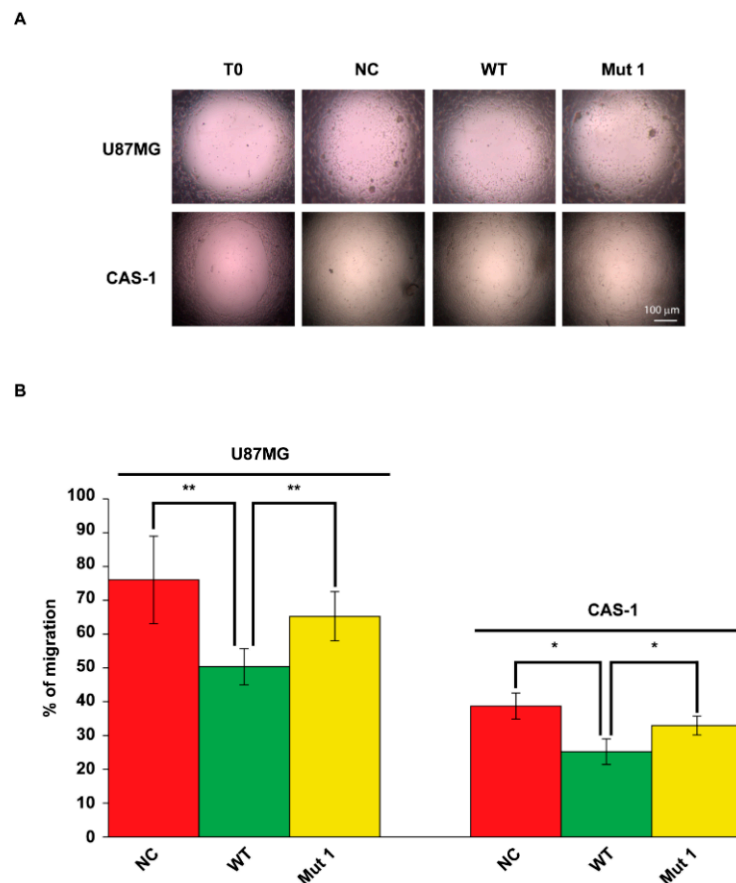 A
T0 NC WT Mut 1
U87MG
CAS-1
100 µm
B
U87MG
** **
CAS-1
* *
% of migration
100
90
80
70
60
50
40
30
20
10
0
NC WT Mut 1 NC WT Mut 1